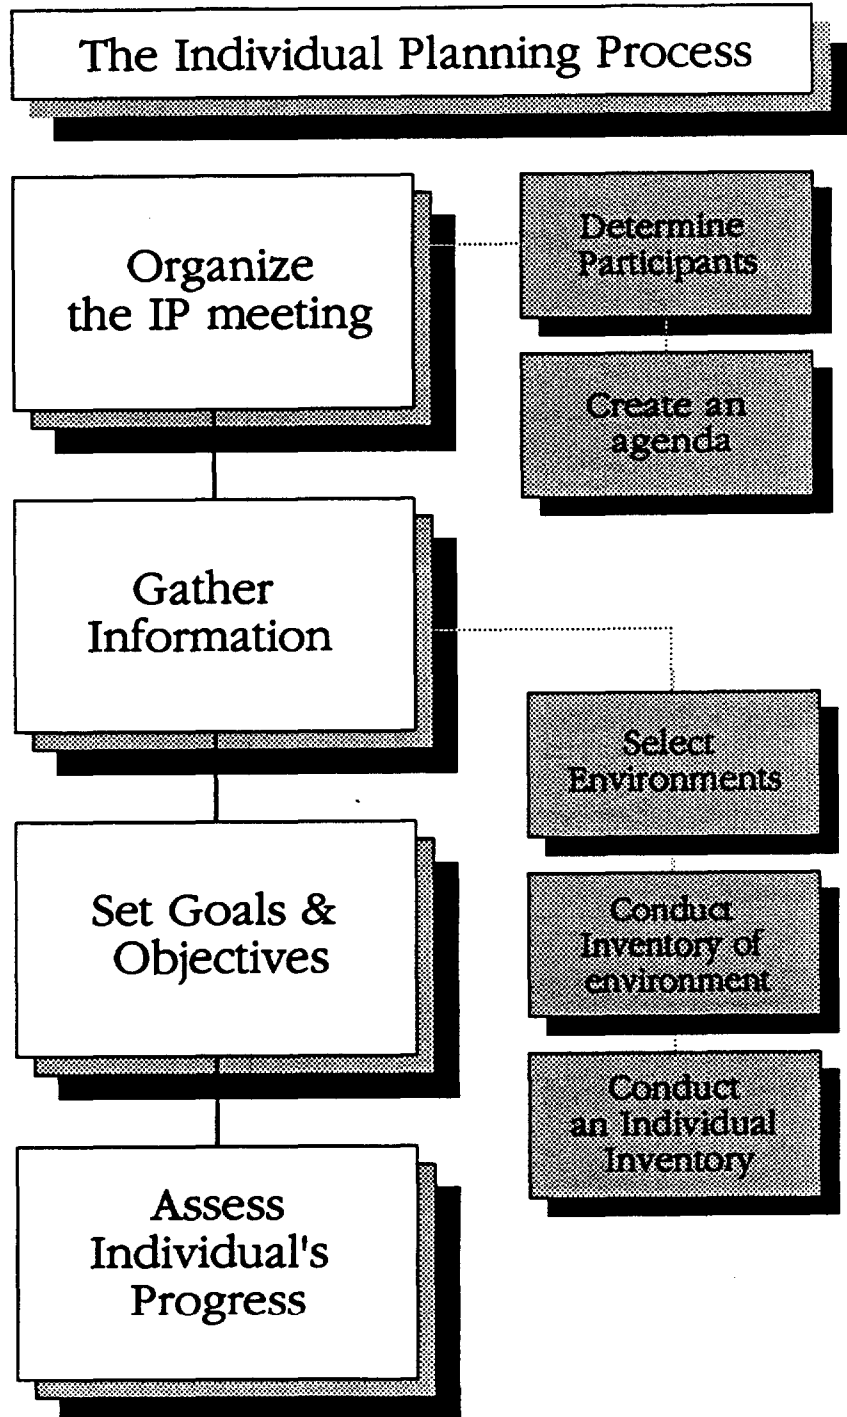 The Individual Planning Process
Organize
the IP meeting
Determine
Participants
Create an
agenda
Gather
Information
Select
Environments
Conduct
Inventory of
environment
Conduct
an Individual
Inventory
Set Goals &
Objectives
Assess
Individual's
Progress